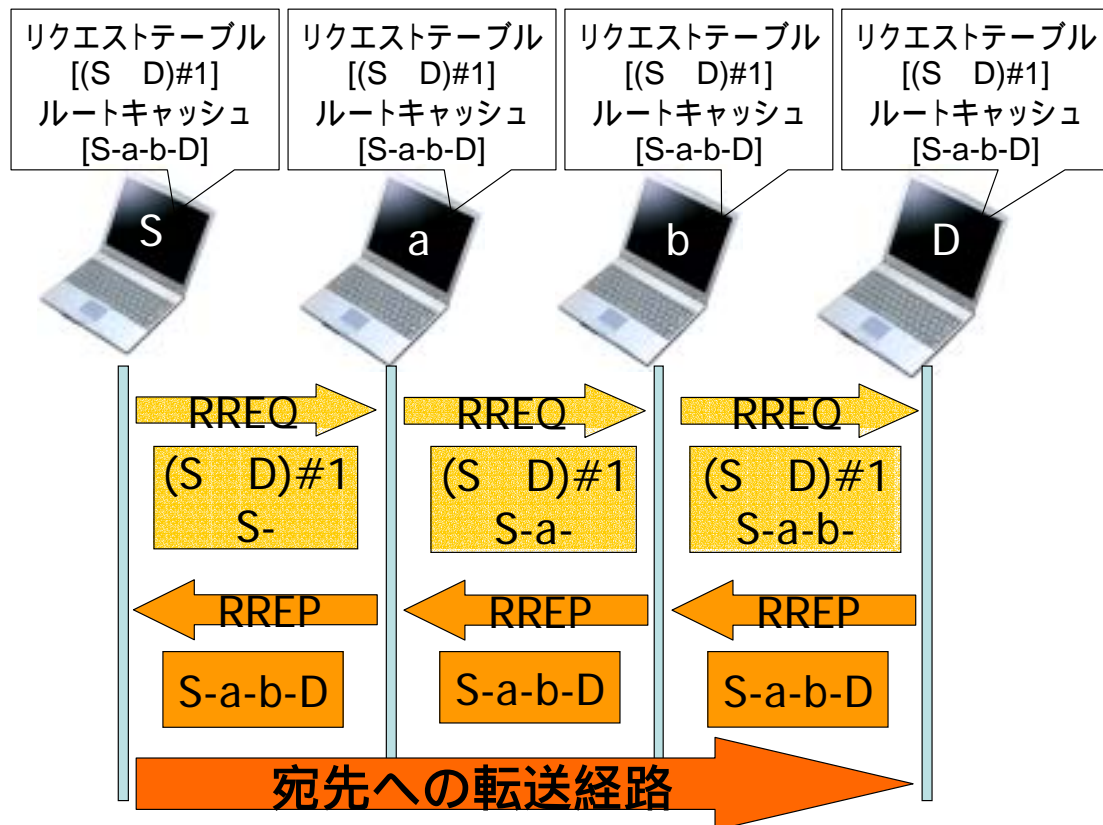 リクエストテーブル
[(S　D)#1]
ルートキャッシュ
[S-a-b-D]
リクエストテーブル
[(S　D)#1]
ルートキャッシュ
[S-a-b-D]
リクエストテーブル
[(S　D)#1]
ルートキャッシュ
[S-a-b-D]
リクエストテーブル
[(S　D)#1]
ルートキャッシュ
[S-a-b-D]
S
a
b
D
RREQ
RREQ
RREQ
(S　D)#1
S-
(S　D)#1
S-a-
(S　D)#1
S-a-b-
RREP
RREP
RREP
S-a-b-D
S-a-b-D
S-a-b-D
宛先への転送経路